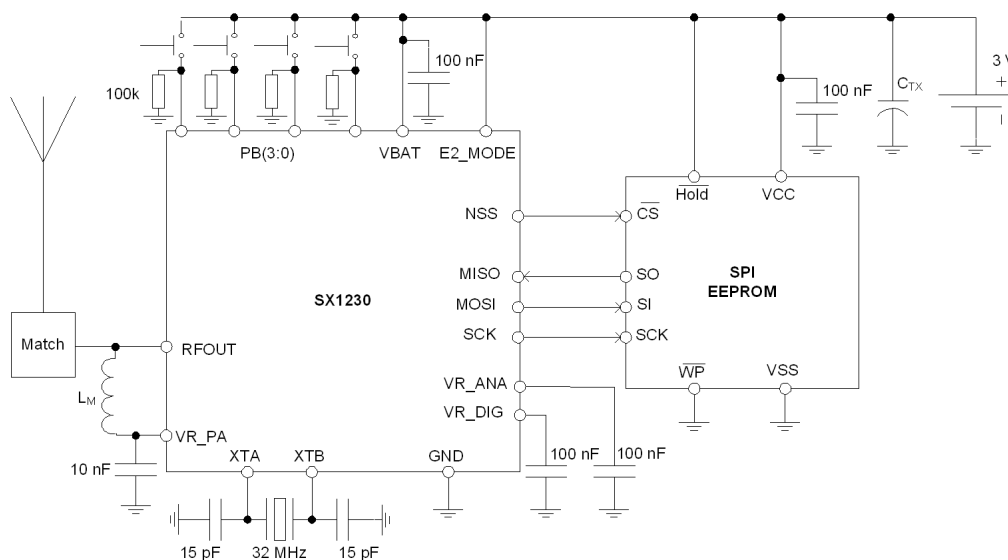 3 V
+
–
100 nF
100 nF
C_TX
100k
PB(3:0)
VBAT
E2_MODE
Hold
VCC
NSS
CS
MISO
SO
SPI
EEPROM
SX1230
MOSI
SI
SCK
SCK
Match
RFOUT
WP
VSS
VR_ANA
L_M
VR_DIG
VR_PA
XTA
XTB
GND
10 nF
100 nF
100 nF
15 pF
32 MHz
15 pF